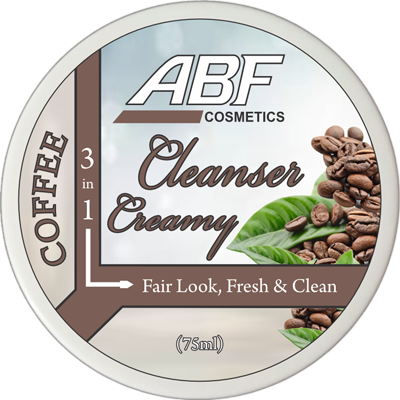 ABF
COSMETICS
COFFEE
3
in
1
Cleanser
Creamy
Fair Look, Fresh & Clean
(75ml)